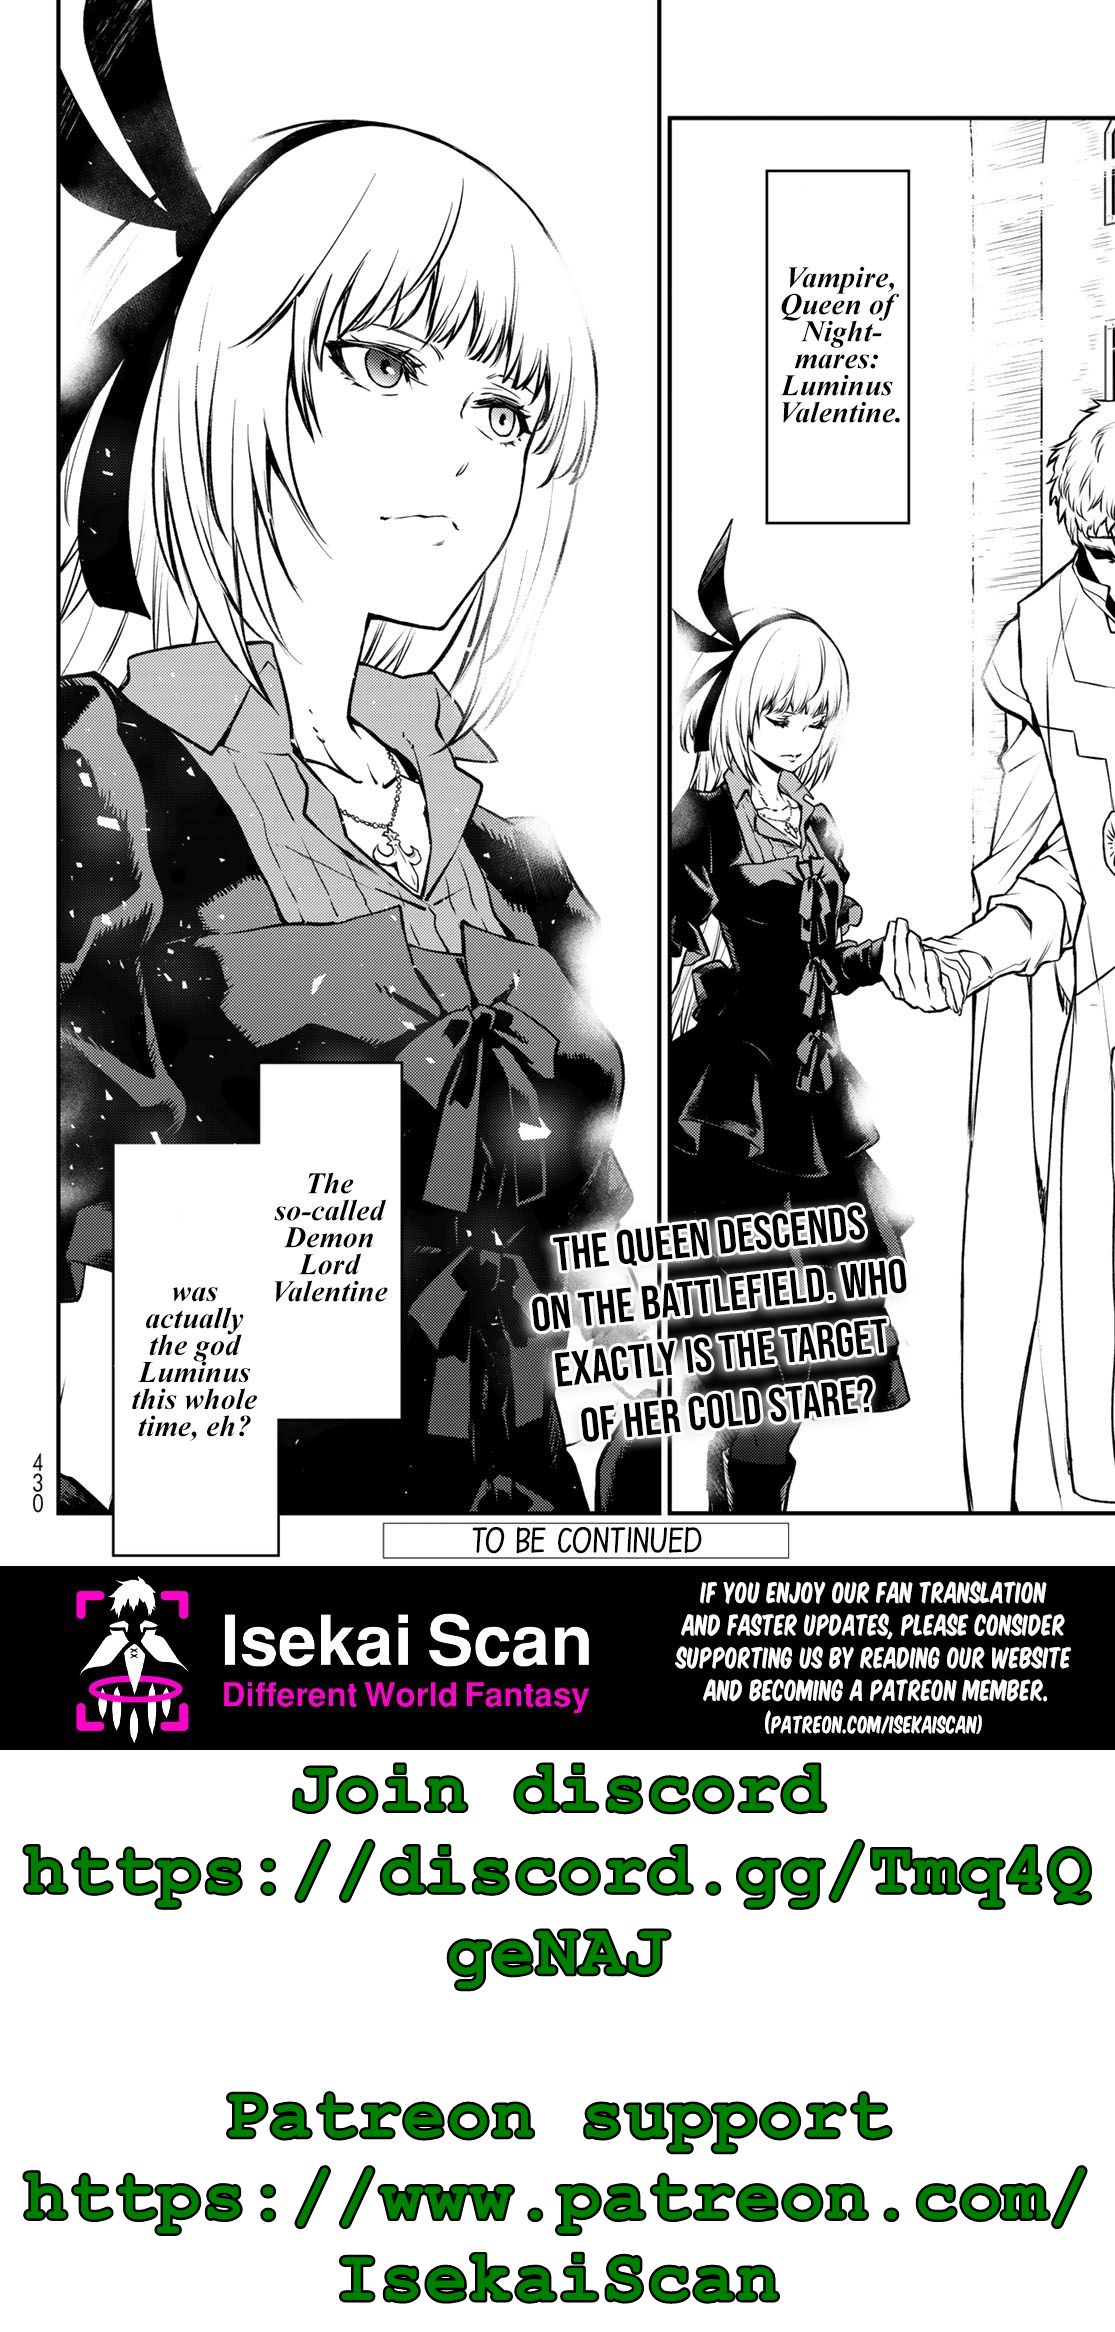 Vampire,
Queen of
Night-
mares:
Luminus
Valentine.
The
so-called
Demon
Lord
Valentine
was
actually
the god
Luminus
this whole
time, eh?
THE QUEEN DESCENDS
ON THE BATTLEFIELD. WHO
EXACTLY IS THE TARGET
OF HER COLD STARE?
430
TO BE CONTINUED
Isekai Scan
Different World Fantasy
IF YOU ENJOY OUR FAN TRANSLATION
AND FASTER UPDATES, PLEASE CONSIDER
SUPPORTING US BY READING OUR WEBSITE
AND BECOMING A PATREON MEMBER.
(PATREON.COM/ISEKAISCAN)
Join discord
https://discord.gg/Tmq4Q
geNAJ
Patreon support
https://www.patreon.com/
IsekaiScan